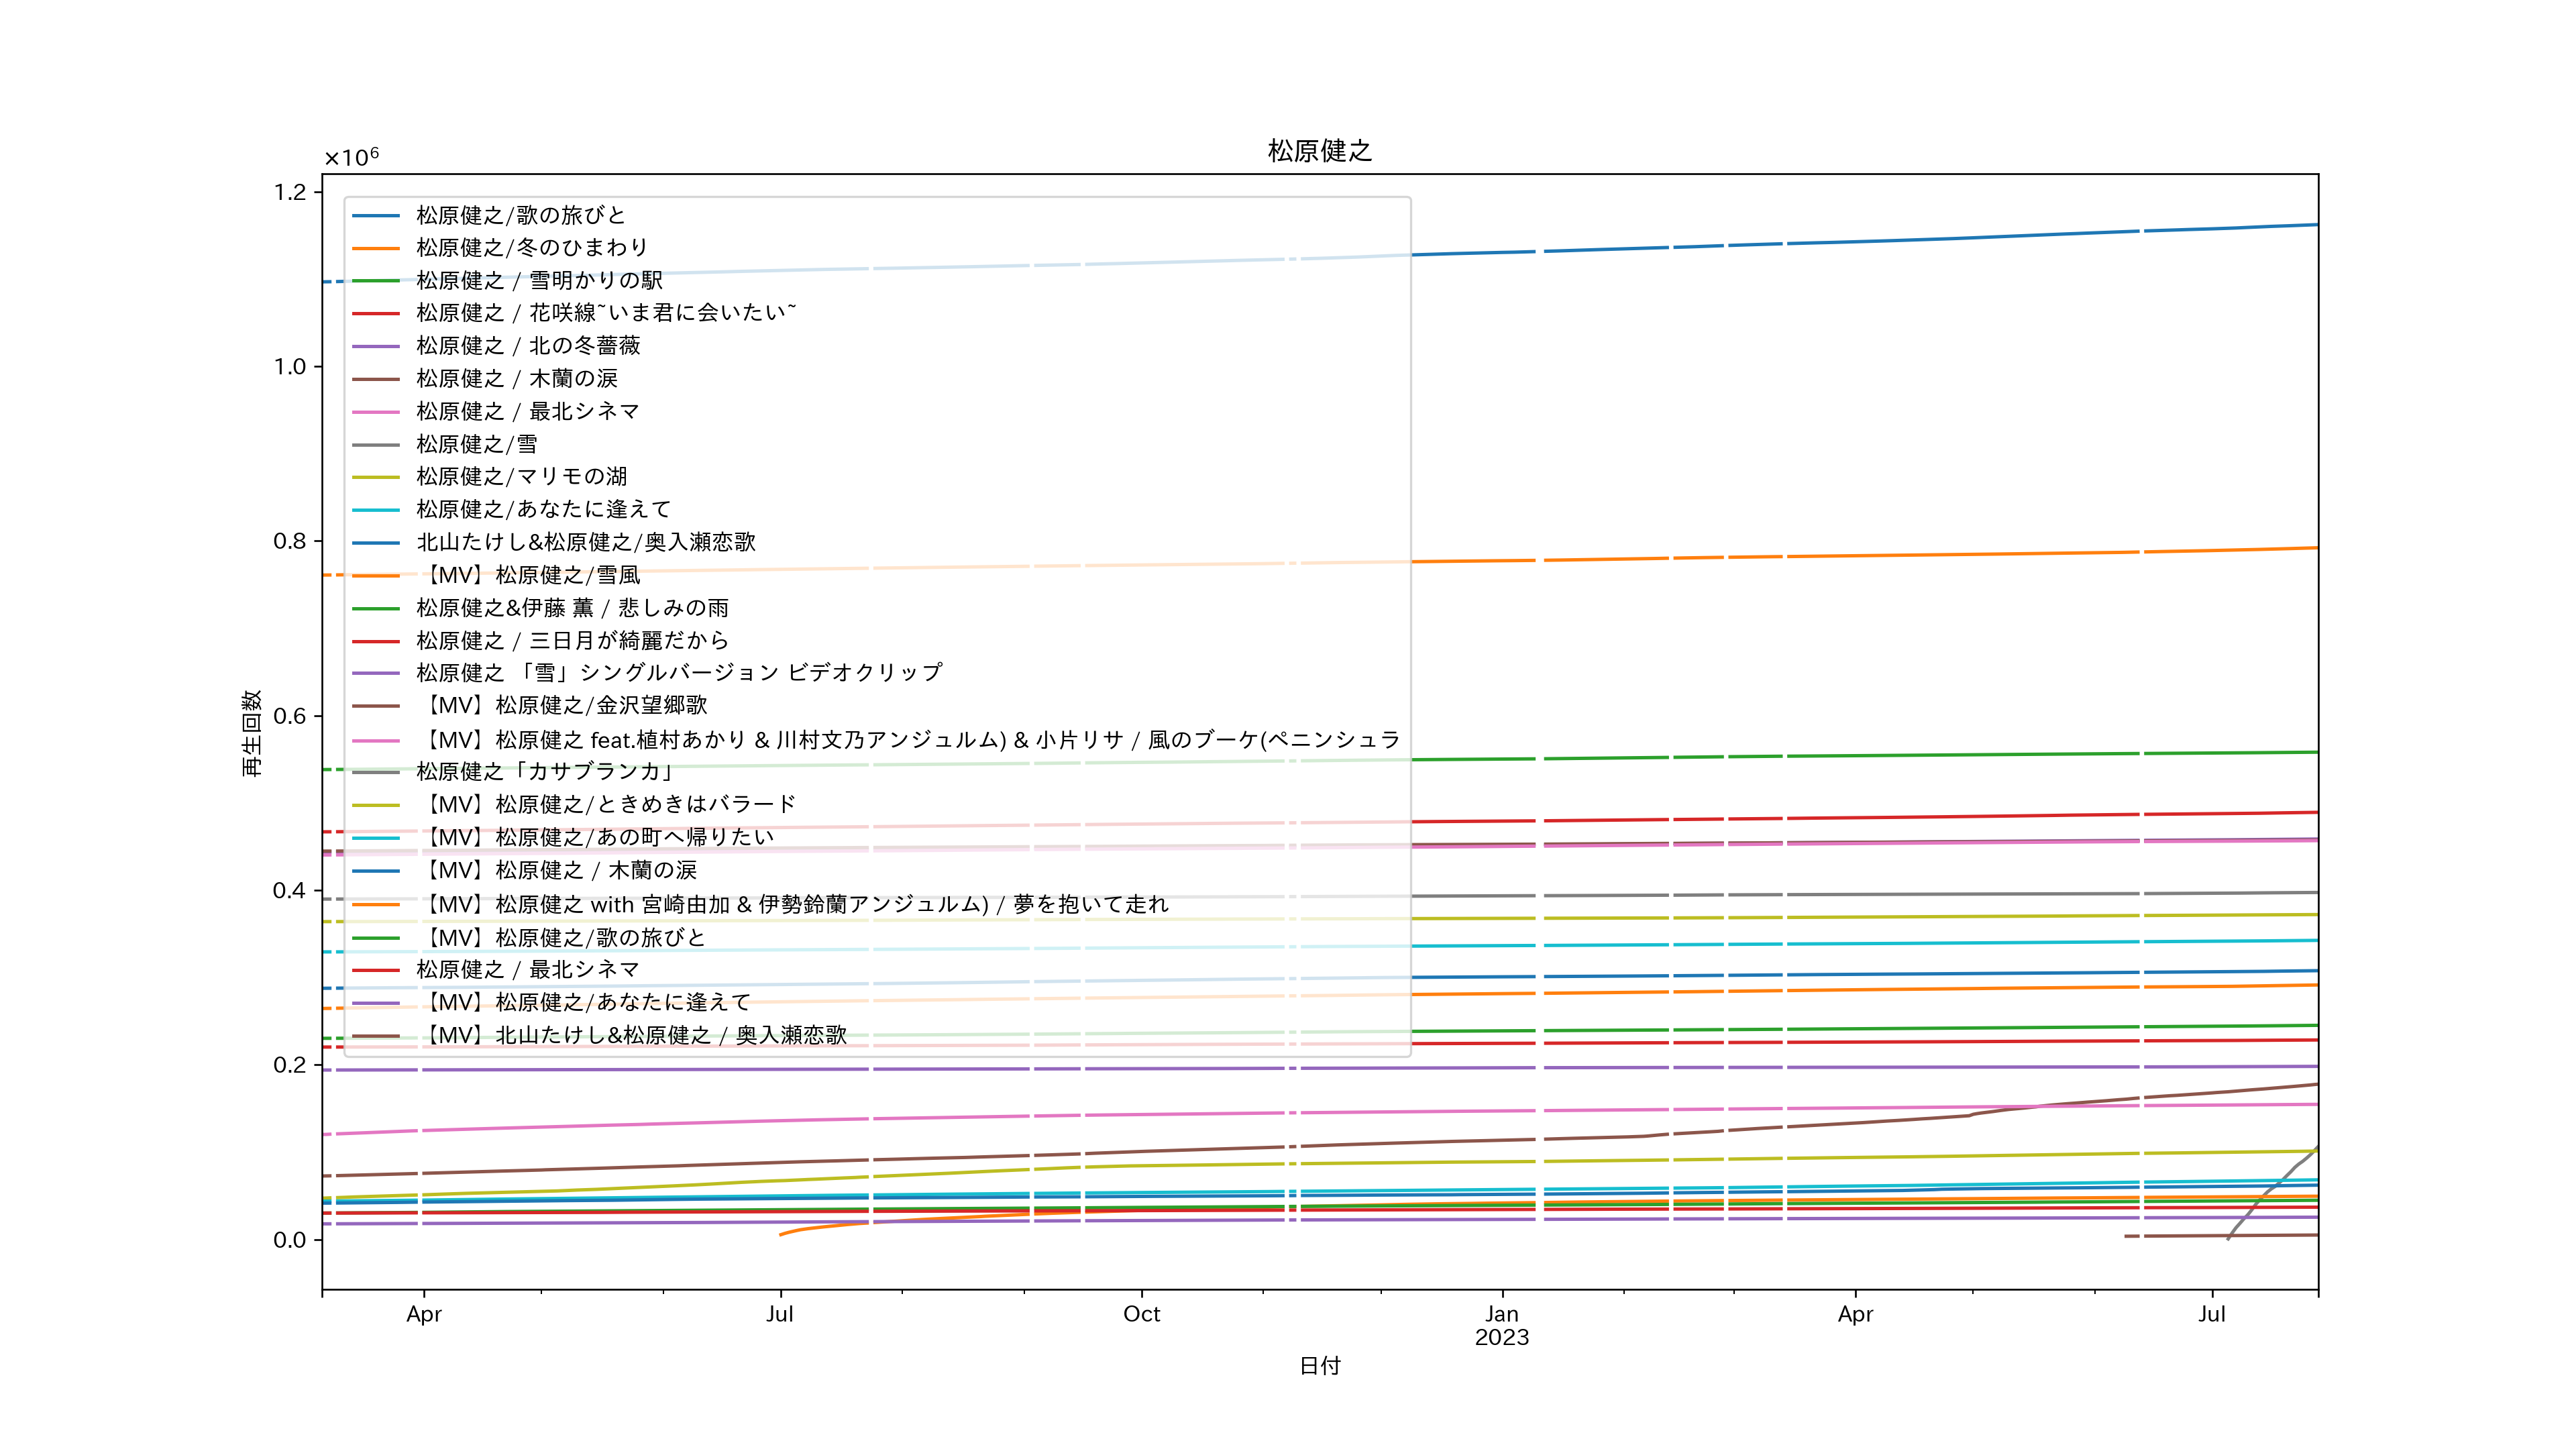 松原健之
×10⁶
1.2
1.0
0.8
0.6
0.4
0.2
0.0
再生回数
松原健之/歌の旅びと
松原健之/冬のひまわり
松原健之 / 雪明かりの駅
松原健之 / 花咲線~いま君に会いたい~
松原健之 / 北の冬薔薇
松原健之 / 木蘭の涙
松原健之 / 最北シネマ
松原健之/雪
松原健之/マリモの湖
松原健之/あなたに逢えて
北山たけし&松原健之/奥入瀬恋歌
【MV】松原健之/雪風
松原健之&伊藤 薫 / 悲しみの雨
松原健之 / 三日月が綺麗だから
松原健之 「雪」シングルバージョン ビデオクリップ
【MV】松原健之/金沢望郷歌
【MV】松原健之 feat.植村あかり & 川村文乃アンジュルム) & 小片リサ / 風のブーケ(ペニンシュラ
松原健之「カサブランカ」
【MV】松原健之/ときめきはバラード
【MV】松原健之/あの町へ帰りたい
【MV】松原健之 / 木蘭の涙
【MV】松原健之 with 宮崎由加 & 伊勢鈴蘭アンジュルム) / 夢を抱いて走れ
【MV】松原健之/歌の旅びと
松原健之 / 最北シネマ
【MV】松原健之/あなたに逢えて
【MV】北山たけし&松原健之 / 奥入瀬恋歌
Apr
Jul
Oct
Jan
2023
Apr
Jul
日付